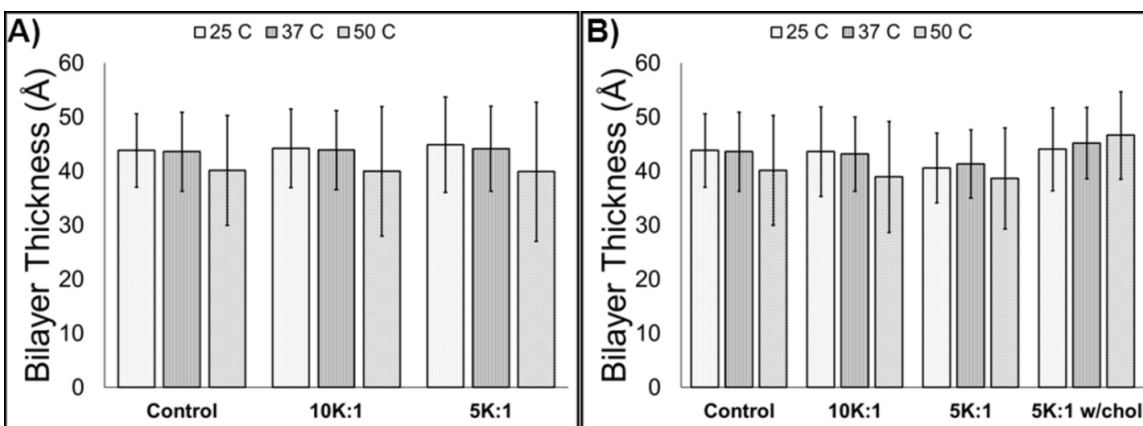 A)
25 C 37 C 50 C
Bilayer Thickness (Å)
60
50
40
30
20
10
0
Control 10K:1 5K:1
B)
25 C 37 C 50 C
Bilayer Thickness (Å)
60
50
40
30
20
10
0
Control 10K:1 5K:1 5K:1 w/chol